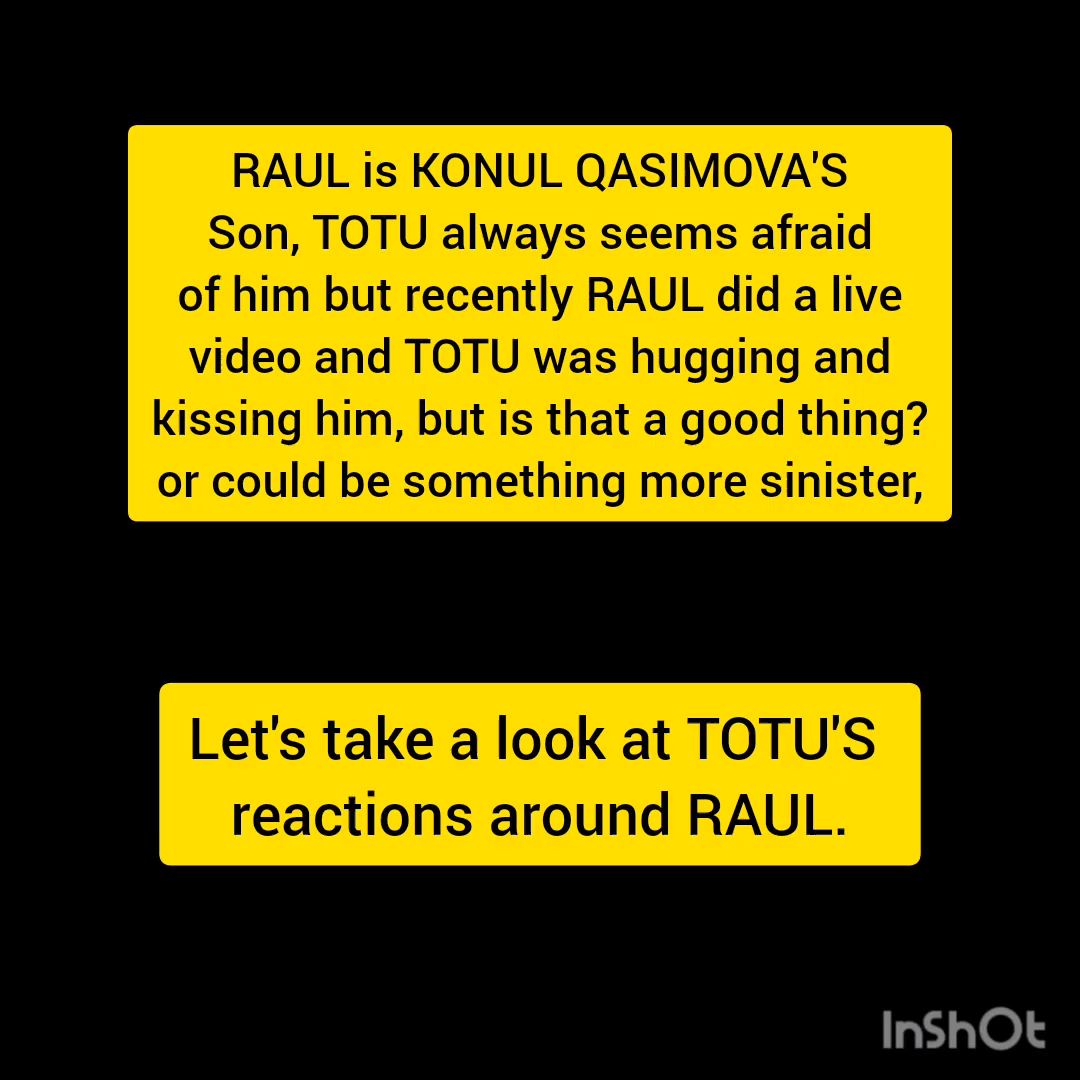 RAUL is KONUL QASIMOVA'S
Son, TOTU always seems afraid
of him but recently RAUL did a live
video and TOTU was hugging and
kissing him, but is that a good thing?
or could be something more sinister,
Let's take a look at TOTU'S
reactions around RAUL.
InShOt